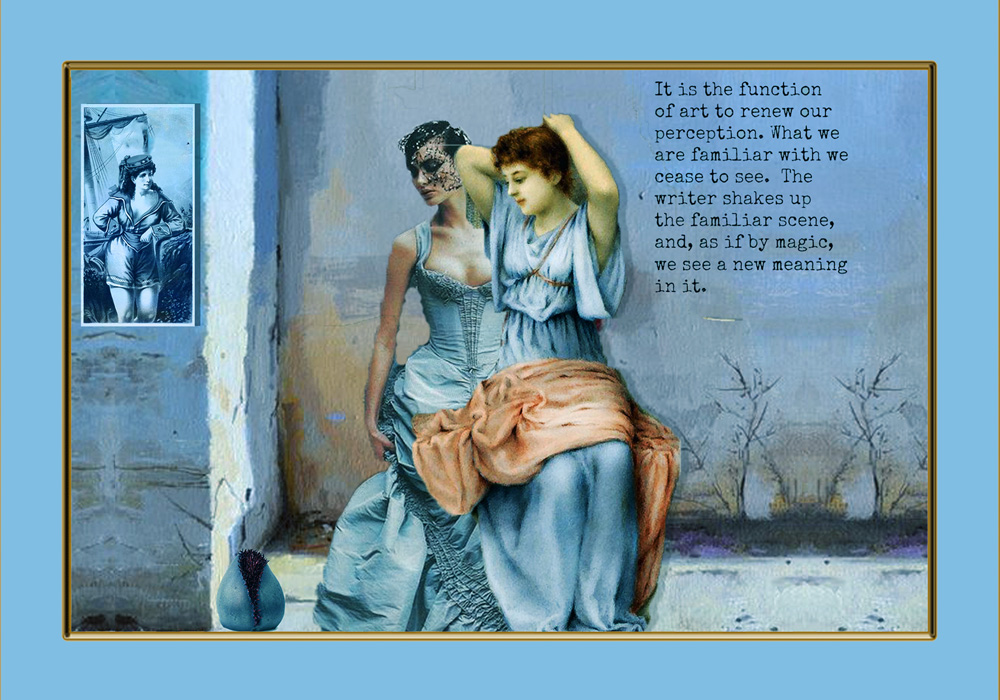 It is the function
of art to renew our
perception. What we
are familiar with we
cease to see. The
writer shakes up
the familiar scene,
and, as if by magic,
we see a new meaning
in it.